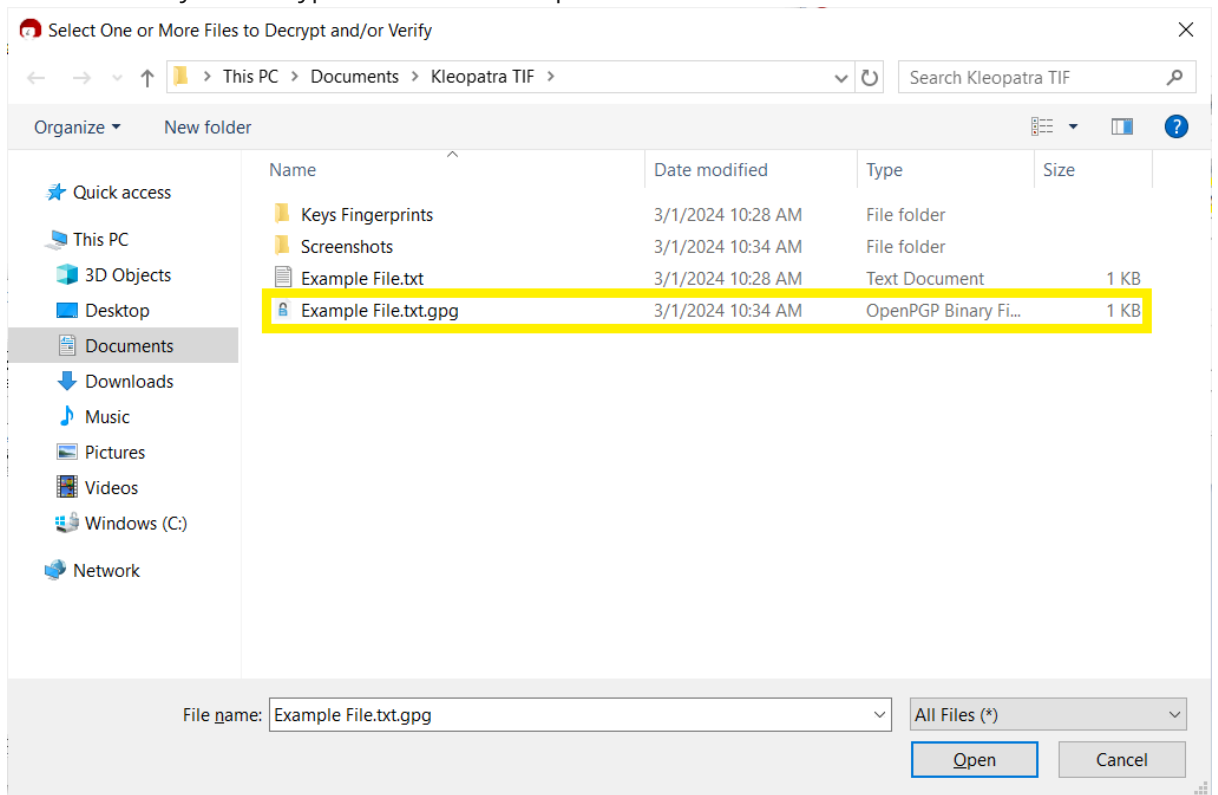 Select One or More Files to Decrypt and/or Verify
This PC > Documents > Kleopatra TIF >
Search Kleopatra TIF
Organize
New folder
Name
Date modified
Type
Size
Quick access
This PC
3D Objects
Desktop
Documents
Downloads
Music
Pictures
Videos
Windows (C:)
Network
Keys Fingerprints 3/1/2024 10:28 AM File folder
Screenshots 3/1/2024 10:34 AM File folder
Example File.txt 3/1/2024 10:28 AM Text Document 1 KB
Example File.txt.gpg 3/1/2024 10:34 AM OpenPGP Binary Fi... 1 KB
File name: Example File.txt.gpg
All Files (*)
Open
Cancel